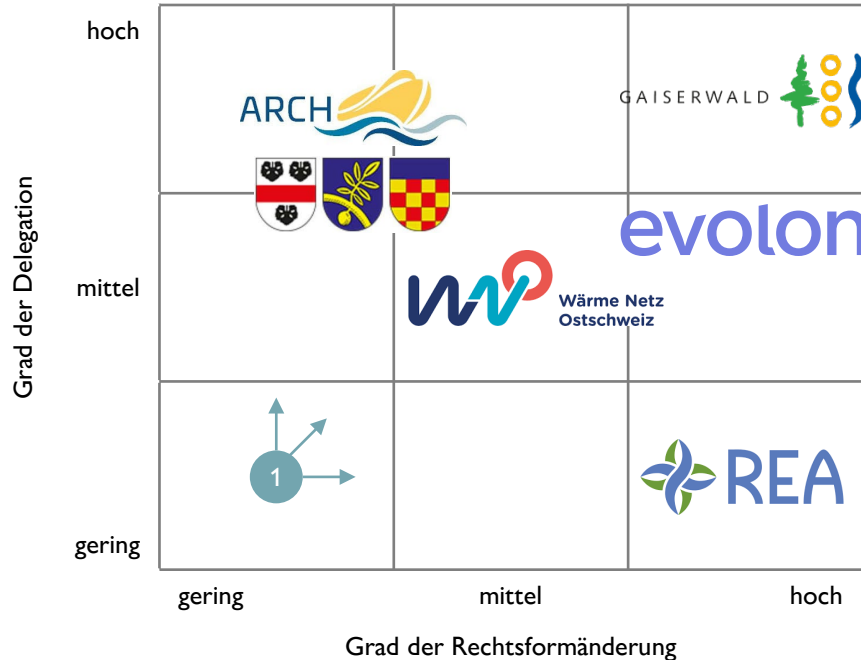 hoch
ARCH
GAISERWALD
Grad der Delegation
mittel
evolon
Wärme Netz
Ostschweiz
1
REA
gering
gering
mittel
hoch
Grad der Rechtsformänderung